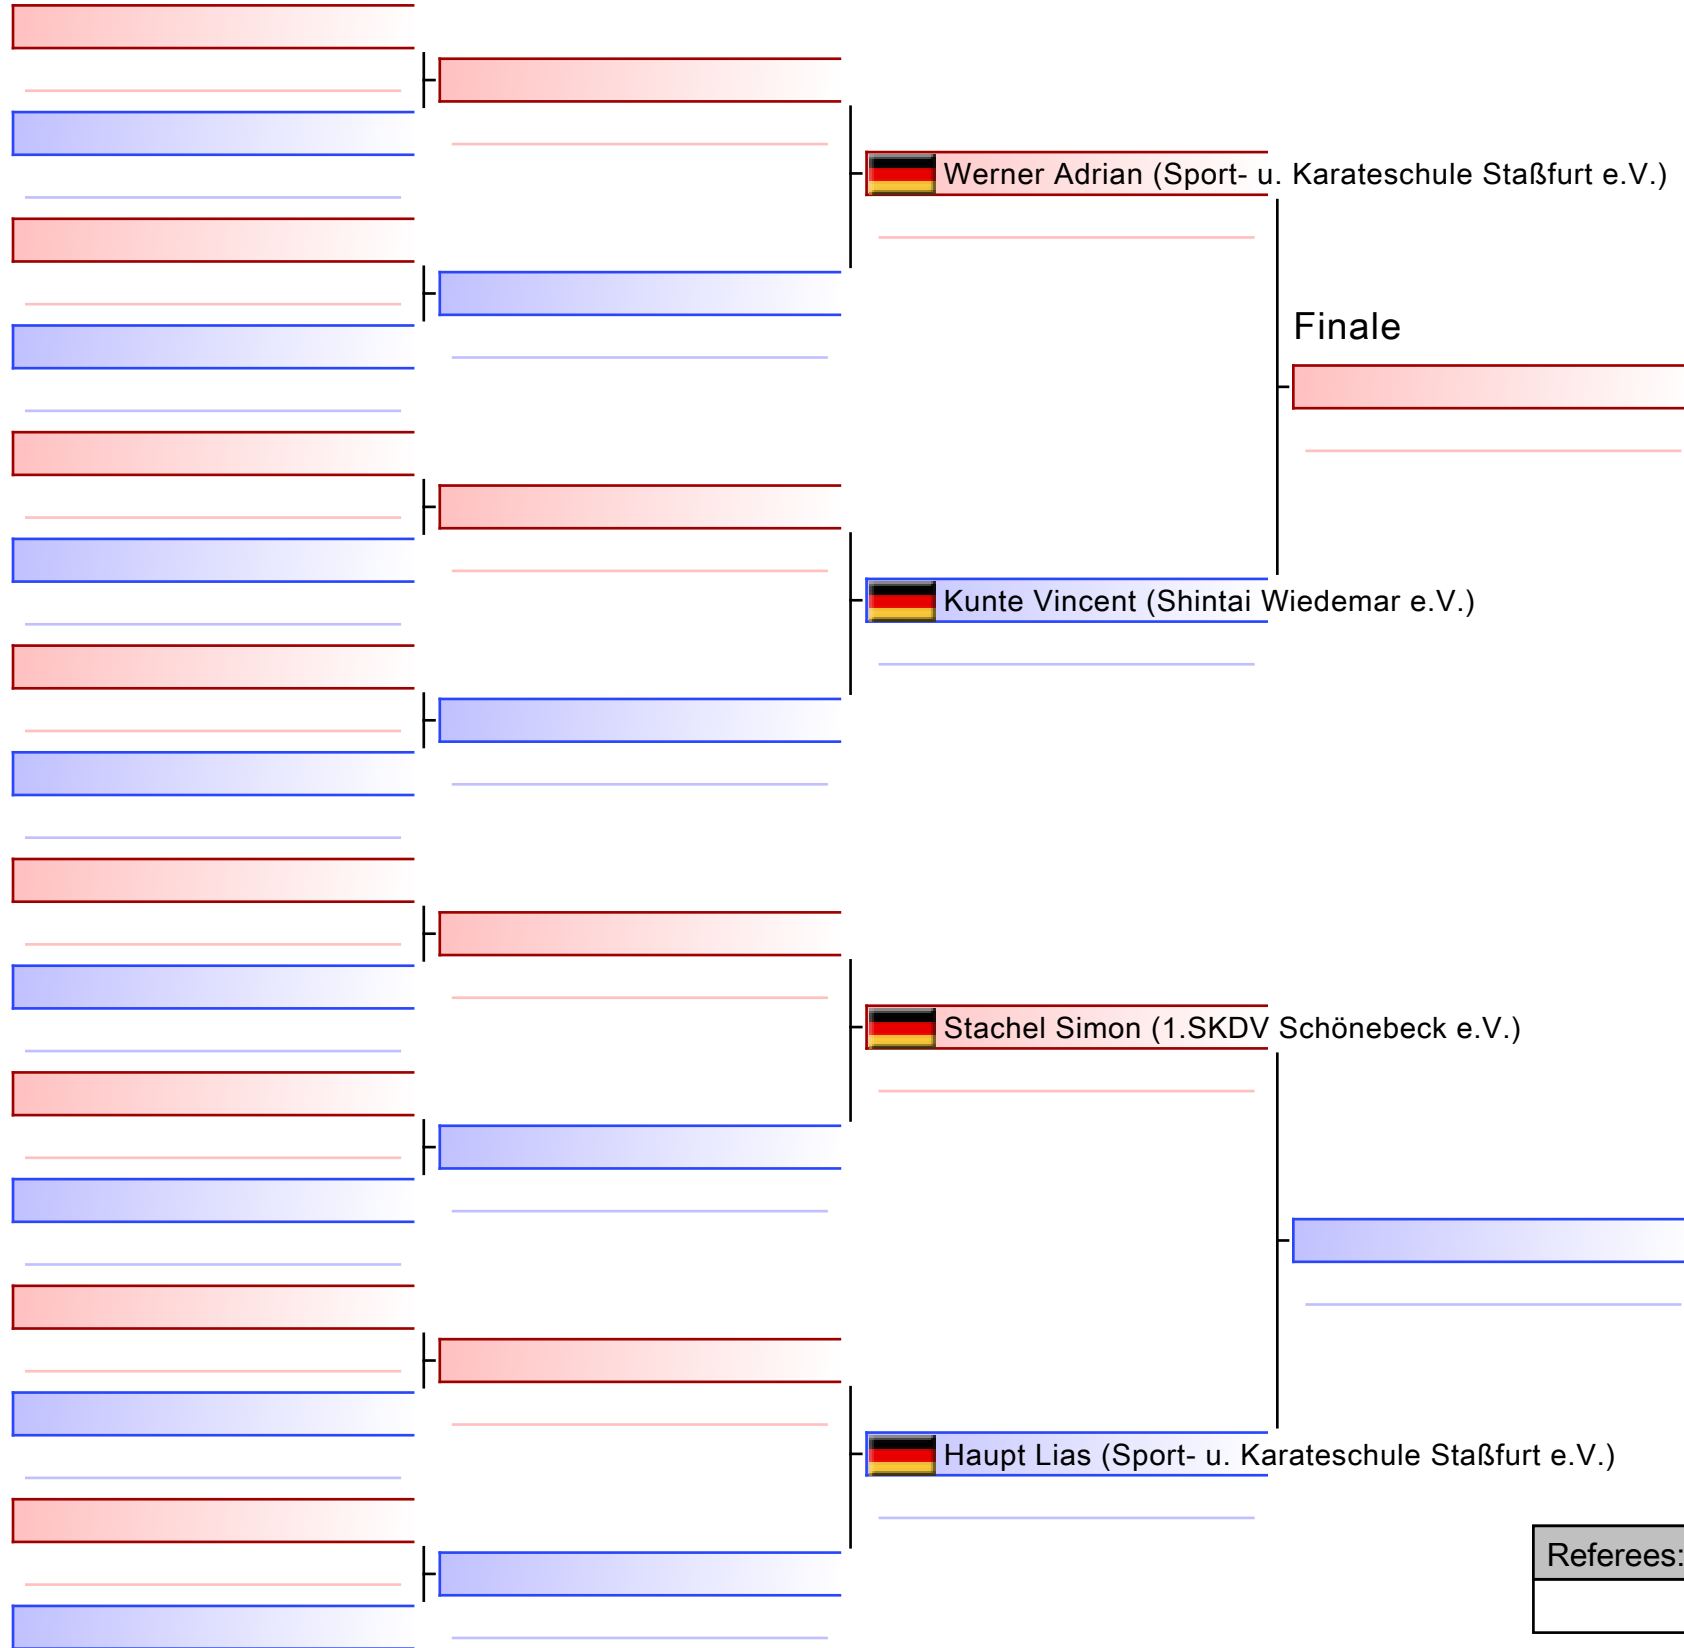 Werner Adrian (Sport- u. Karateschule Staßfurt e.V.)
Finale
Kunte Vincent (Shintai Wiedemar e.V.)
Stachel Simon (1.SKDV Schönebeck e.V.)
Haupt Lias (Sport- u. Karateschule Staßfurt e.V.)
Referees: